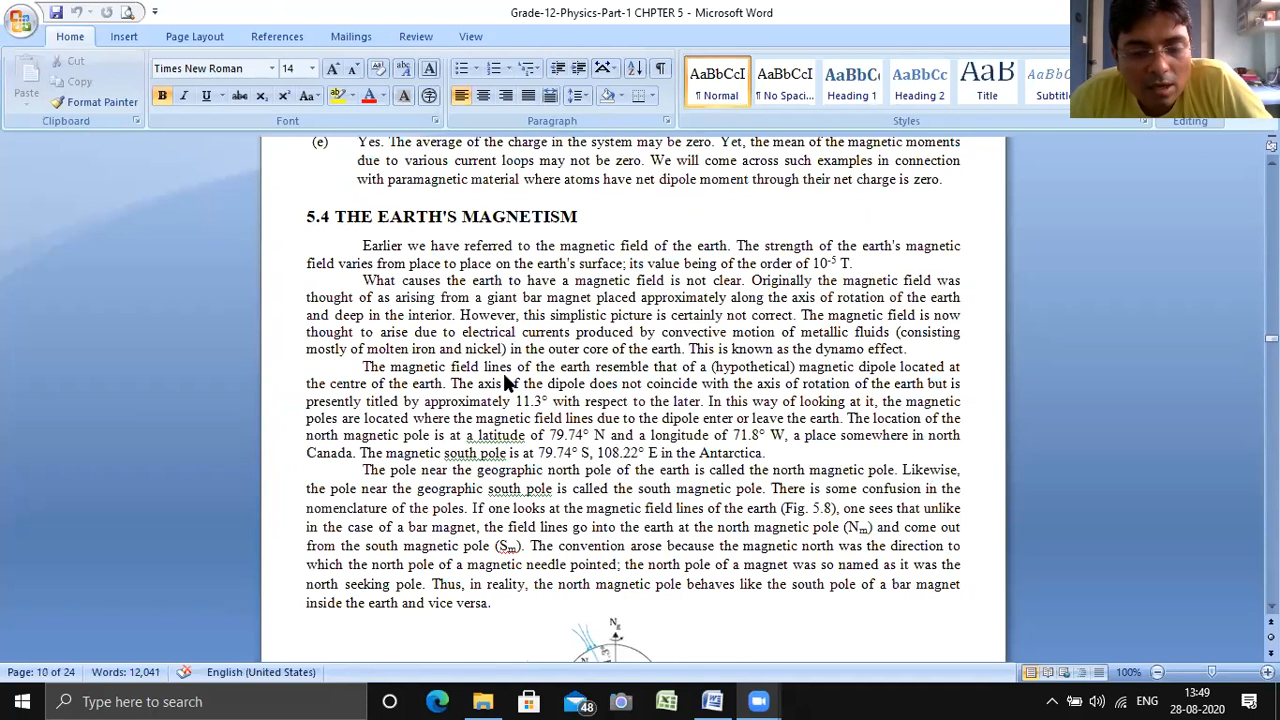 Grade-12-Physics-Part-1 CHPTER 5 - Microsoft Word
Home Insert Page Layout References Mailings Review View
Cut
Copy
Paste
Format Painter
Times New Roman 14
AaBbCcI AaBbCcI AaBbCc AaBbCc AaB AaBbCcI
¶ Normal ¶ No Spaci... Heading 1 Heading 2 Title Subtitl
Clipboard Font Paragraph Styles Editing
(e) Yes. The average of the charge in the system may be zero. Yet, the mean of the magnetic moments
due to various current loops may not be zero. We will come across such examples in connection
with paramagnetic material where atoms have net dipole moment through their net charge is zero.
5.4 THE EARTH'S MAGNETISM
Earlier we have referred to the magnetic field of the earth. The strength of the earth's magnetic
field varies from place to place on the earth's surface; its value being of the order of 10⁻⁵ T.
What causes the earth to have a magnetic field is not clear. Originally the magnetic field was
thought of as arising from a giant bar magnet placed approximately along the axis of rotation of the earth
and deep in the interior. However, this simplistic picture is certainly not correct. The magnetic field is now
thought to arise due to electrical currents produced by convective motion of metallic fluids (consisting
mostly of molten iron and nickel) in the outer core of the earth. This is known as the dynamo effect.
The magnetic field lines of the earth resemble that of a (hypothetical) magnetic dipole located at
the centre of the earth. The axis of the dipole does not coincide with the axis of rotation of the earth but is
presently titled by approximately 11.3° with respect to the later. In this way of looking at it, the magnetic
poles are located where the magnetic field lines due to the dipole enter or leave the earth. The location of the
north magnetic pole is at a latitude of 79.74° N and a longitude of 71.8° W, a place somewhere in north
Canada. The magnetic south pole is at 79.74° S, 108.22° E in the Antarctica.
The pole near the geographic north pole of the earth is called the north magnetic pole. Likewise,
the pole near the geographic south pole is called the south magnetic pole. There is some confusion in the
nomenclature of the poles. If one looks at the magnetic field lines of the earth (Fig. 5.8), one sees that unlike
in the case of a bar magnet, the field lines go into the earth at the north magnetic pole (Nm) and come out
from the south magnetic pole (Sm). The convention arose because the magnetic north was the direction to
which the north pole of a magnetic needle pointed; the north pole of a magnet was so named as it was the
north seeking pole. Thus, in reality, the north magnetic pole behaves like the south pole of a bar magnet
inside the earth and vice versa.
Ng
Page: 10 of 24 Words: 12,041 English (United States) 100%
Type here to search 48 ENG 13:49
28-08-2020